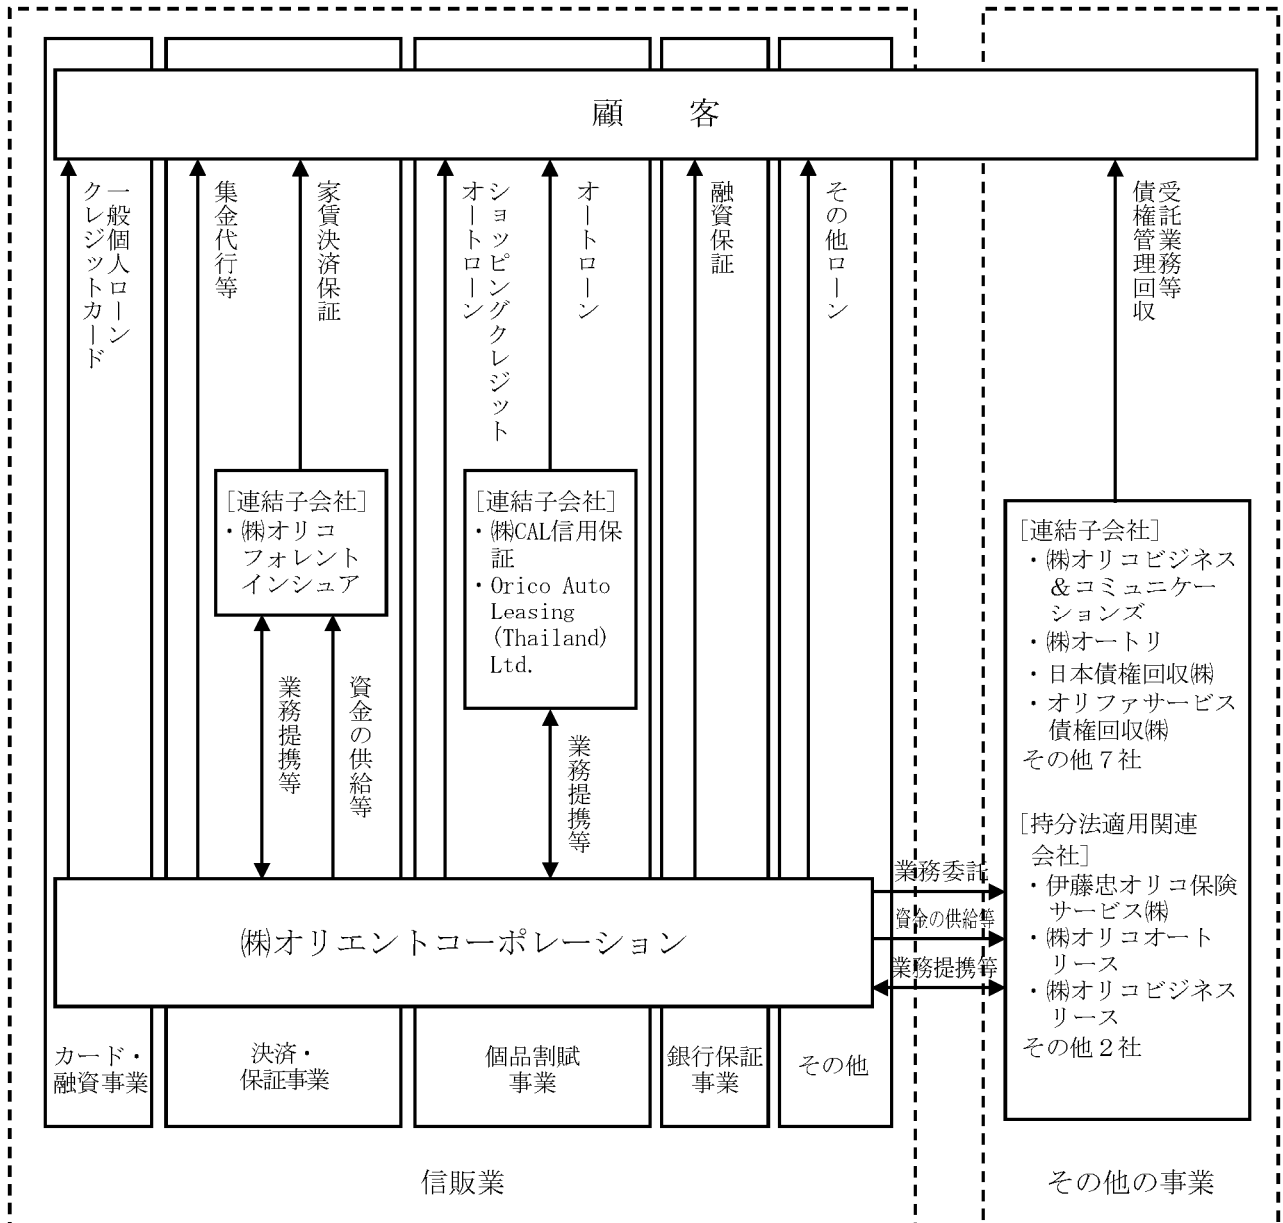 顧　客
クレジットカード
一般個人ローン
集金代行等
家賃決済保証
オートローン
ショッピングクレジット
オートローン
融資保証
その他ローン
債権管理回収
受託業務等
［連結子会社］
・㈱オリコ
フォレント
インシュア
［連結子会社］
・㈱CAL信用保
証
・Orico Auto
Leasing
(Thailand)
Ltd.
［連結子会社］
・㈱オリコビジネス
＆コミュニケー
ションズ
・㈱オートリ
・日本債権回収㈱
・オリファサービス
債権回収㈱
その他７社
［持分法適用関連
会社］
・伊藤忠オリコ保険
サービス㈱
・㈱オリコオート
リース
・㈱オリコビジネス
リース
その他２社
業務提携等
資金の供給等
業務提携等
業務委託
資金の供給等
業務提携等
㈱オリエントコーポレーション
カード・
融資事業
決済・
保証事業
個品割賦
事業
銀行保証
事業
その他
信販業
その他の事業